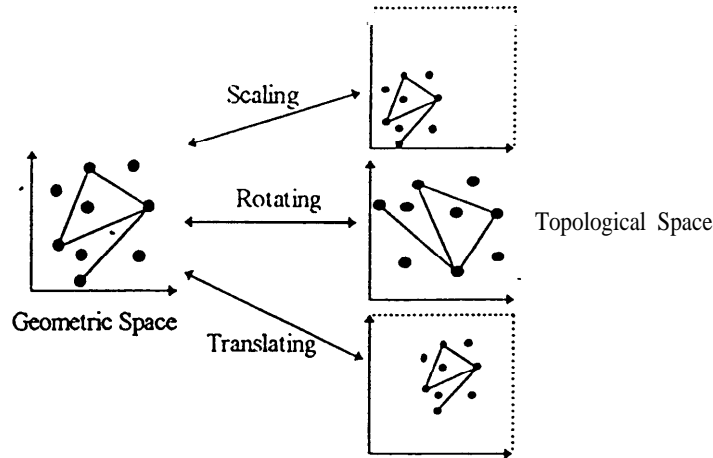 Scaling
Rotating
Topological Space
Geometric Space
Translating